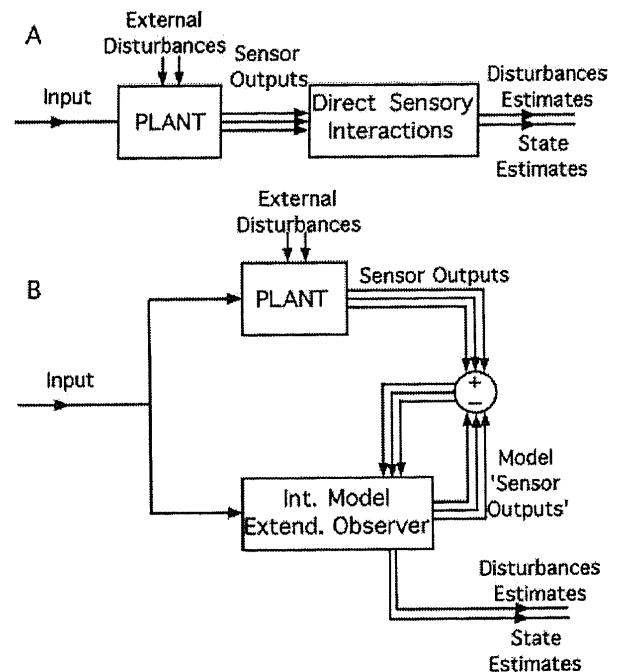 A
External
Disturbances
Sensor
Outputs
Input
PLANT
Direct Sensory
Interactions
Disturbances
Estimates
State
Estimates
External
Disturbances
B
PLANT
Sensor Outputs
Input
+
−
Int. Model
Extend. Observer
Model
'Sensor
Outputs'
Disturbances
Estimates
State
Estimates